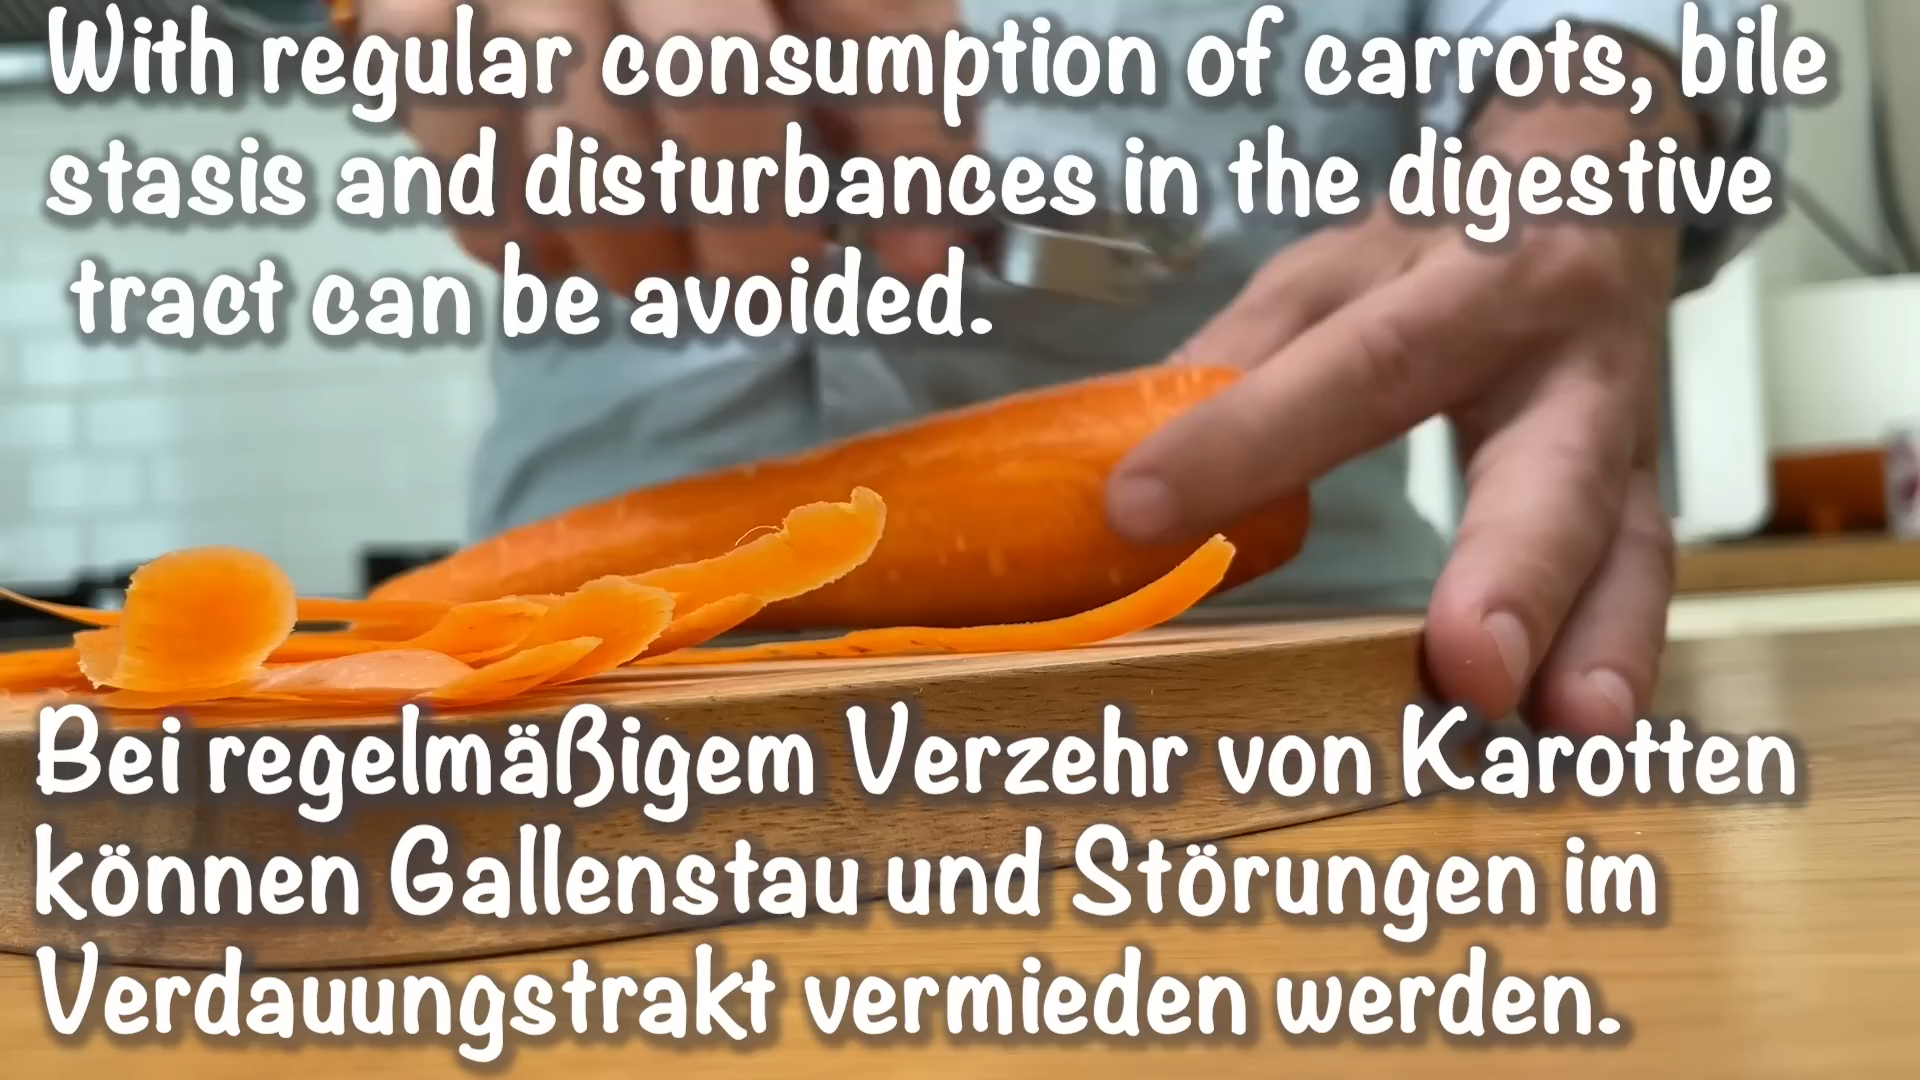 With regular consumption of carrots, bile
stasis and disturbances in the digestive
tract can be avoided.
Bei regelmäßigem Verzehr von Karotten
können Gallenstau und Störungen im
Verdauungstrakt vermieden werden.